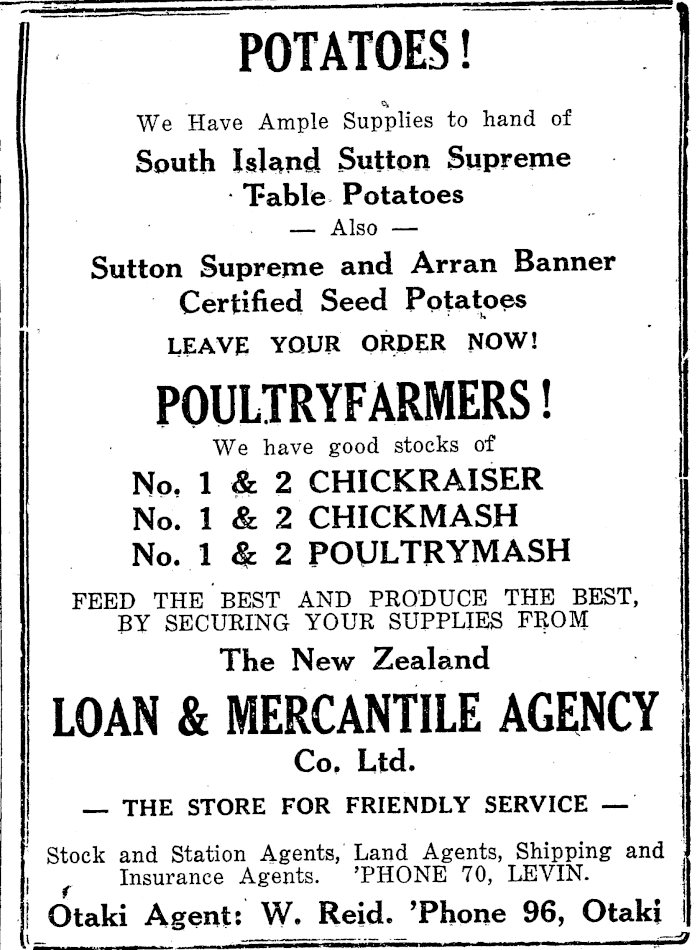 POTATOES!
We Have Ample Supplies to hand of
South Island Sutton Supreme
Table Potatoes
— Also —
Sutton Supreme and Arran Banner
Certified Seed Potatoes
LEAVE YOUR ORDER NOW!
POULTRYFARMERS!
We have good stocks of
No. 1 & 2 CHICKRAISER
No. 1 & 2 CHICKMASH
No. 1 & 2 POULTRYMASH
FEED THE BEST AND PRODUCE THE BEST,
BY SECURING YOUR SUPPLIES FROM
The New Zealand
LOAN & MERCANTILE AGENCY
Co. Ltd.
— THE STORE FOR FRIENDLY SERVICE —
Stock and Station Agents, Land Agents, Shipping and
Insurance Agents. 'PHONE 70, LEVIN.
Otaki Agent: W. Reid. 'Phone 96, Otaki